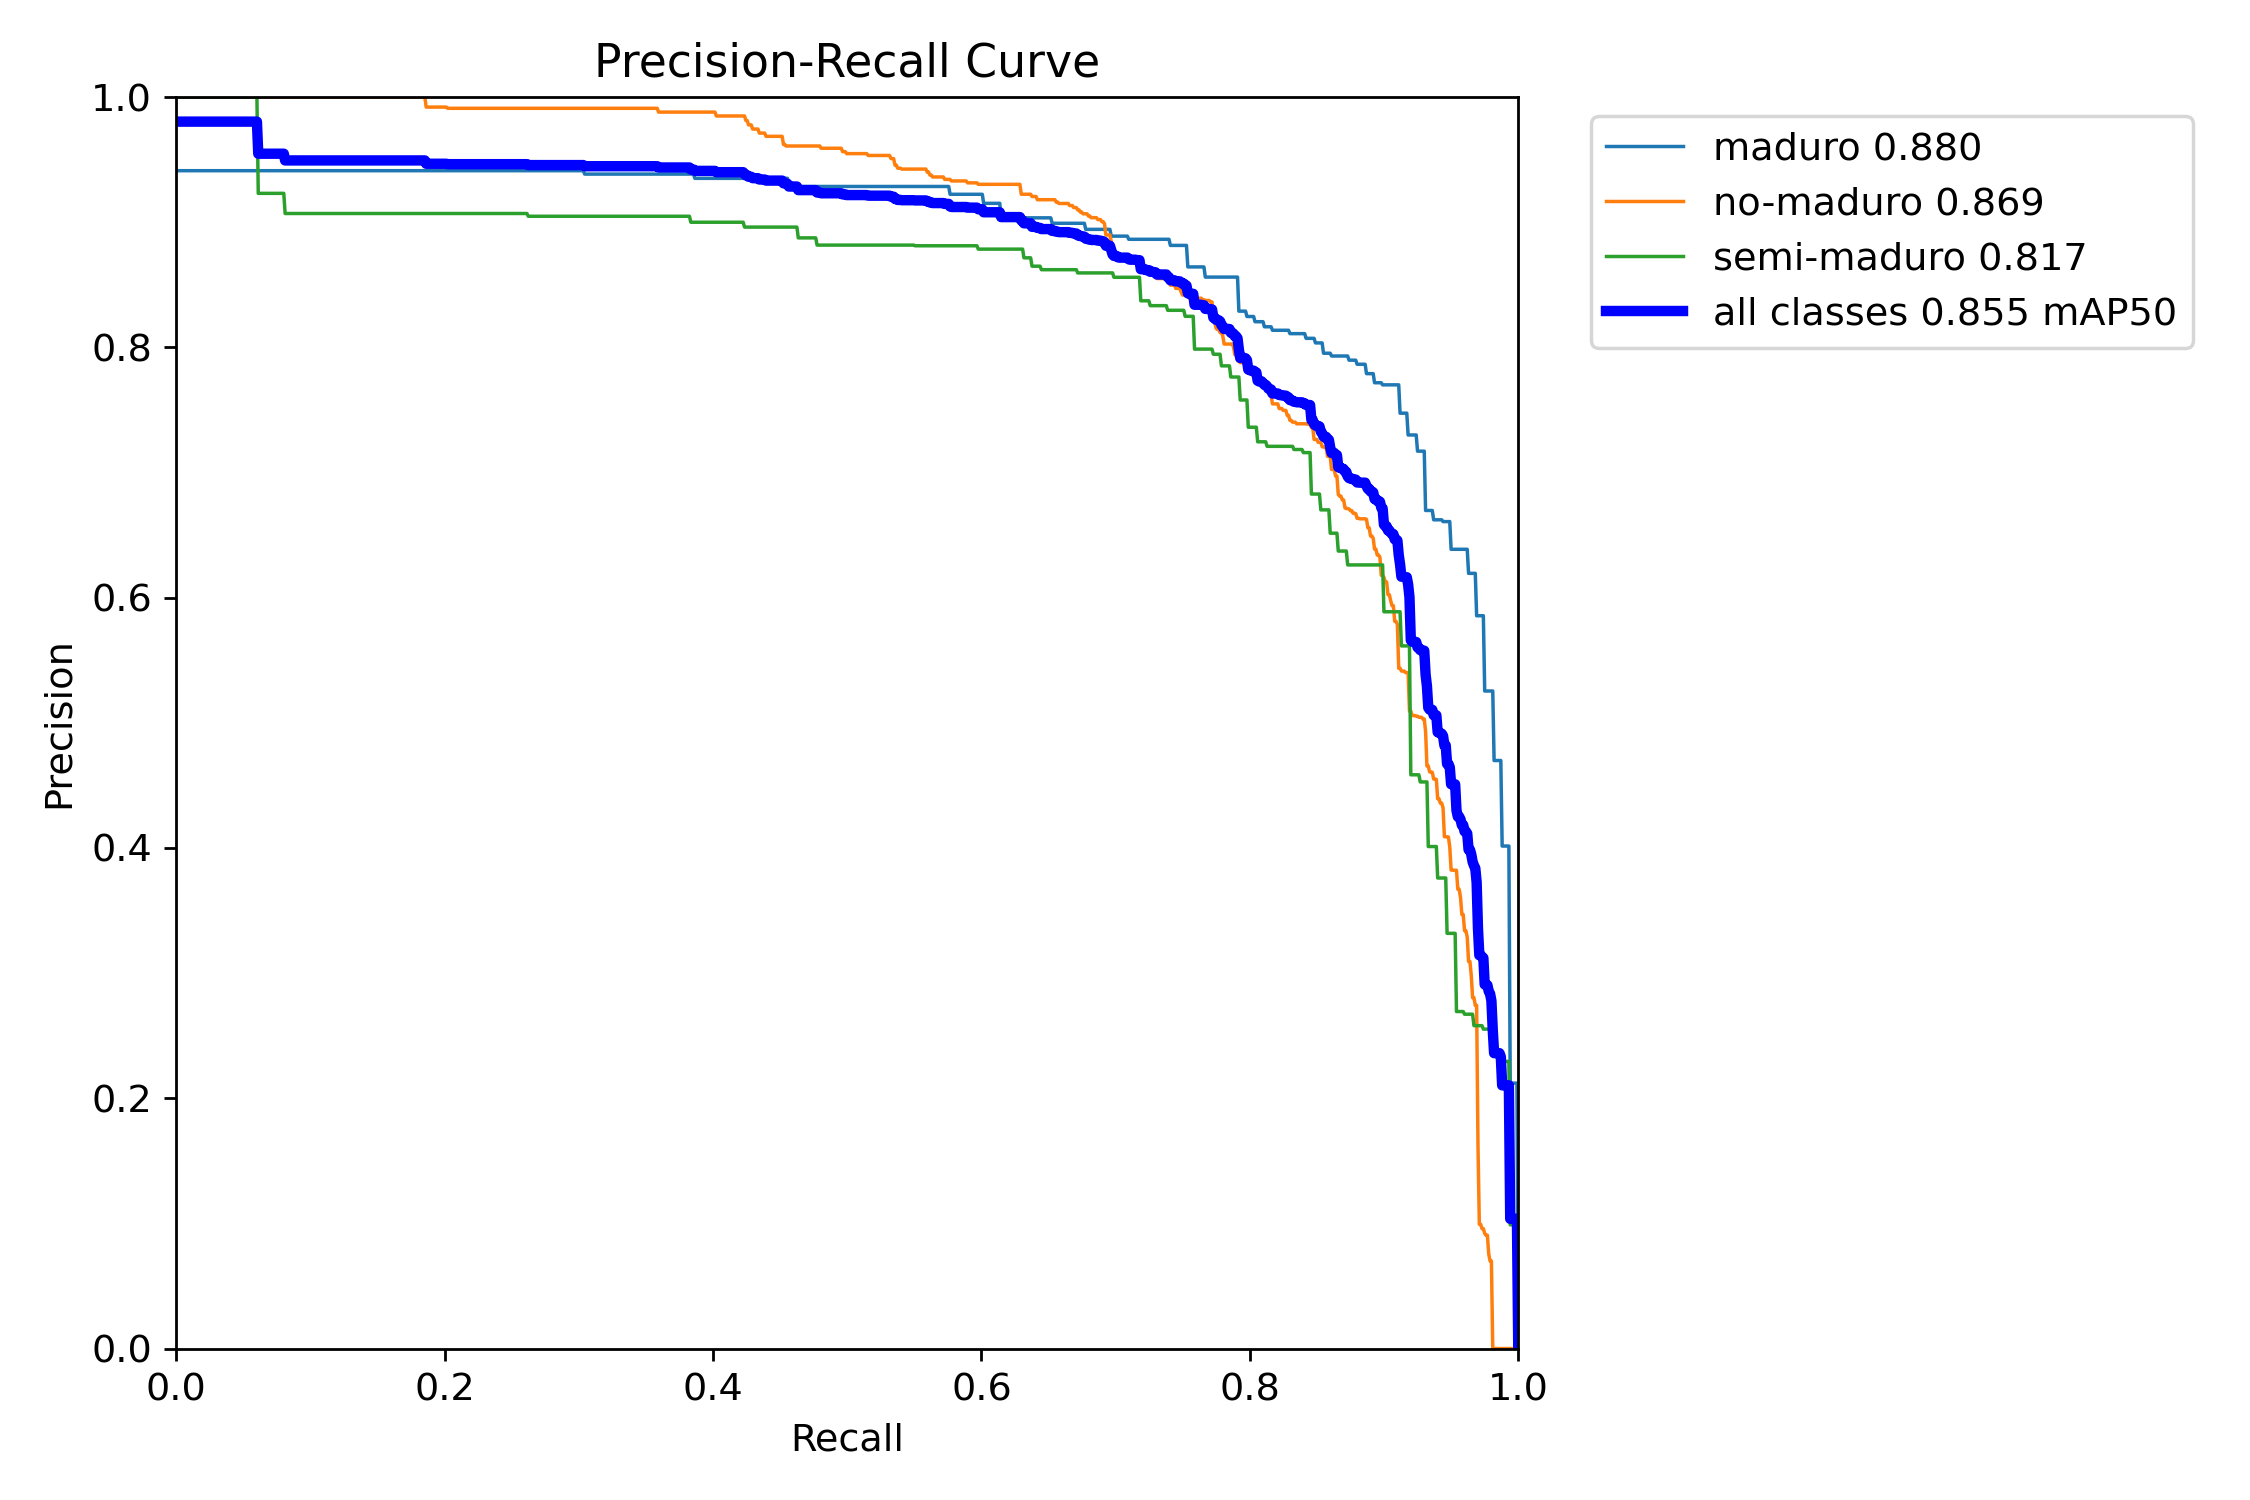 Precision-Recall Curve
1.0
0.8
0.6
0.4
0.2
0.0
Precision
0.0 0.2 0.4 0.6 0.8 1.0
Recall
maduro 0.880
no-maduro 0.869
semi-maduro 0.817
all classes 0.855 mAP50